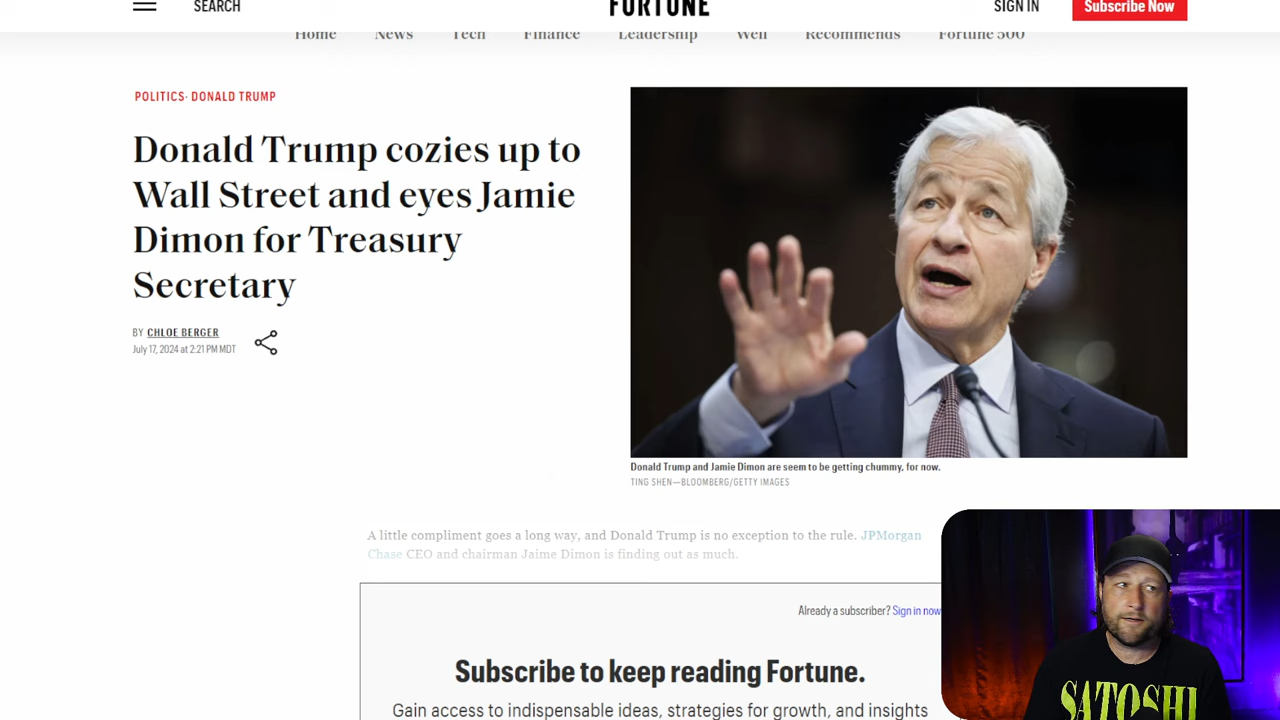 SEARCH
FORTUNE
SIGN IN
Subscribe Now
Home
News
Tech
Finance
Leadership
Well
Recommends
Fortune 500
POLITICS· DONALD TRUMP
Donald Trump cozies up to
Wall Street and eyes Jamie
Dimon for Treasury
Secretary
BY CHLOE BERGER
July 17, 2024 at 2:21 PM MDT
Donald Trump and Jamie Dimon are seem to be getting chummy, for now.
TING SHEN—BLOOMBERG/GETTY IMAGES
A little compliment goes a long way, and Donald Trump is no exception to the rule. JPMorgan
Chase CEO and chairman Jaime Dimon is finding out as much.
Already a subscriber? Sign in now
Subscribe to keep reading Fortune.
Gain access to indispensable ideas, strategies for growth, and insights
SATOSHI